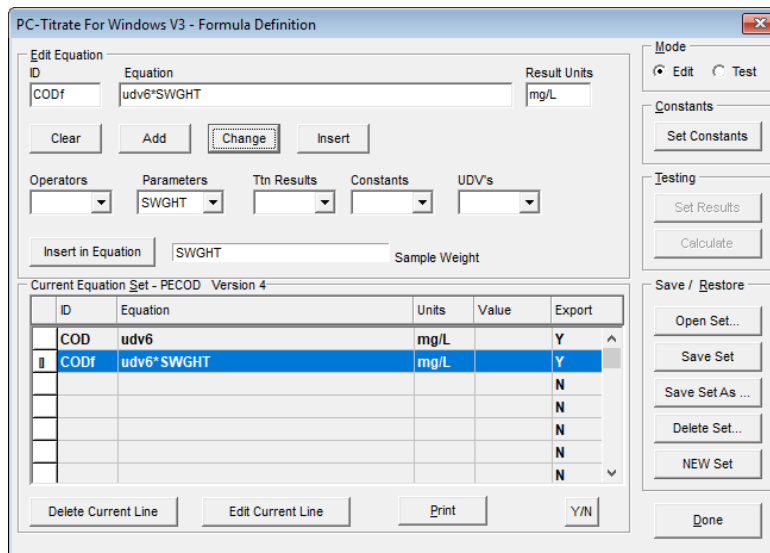 PC-Titrate For Windows V3 - Formula Definition
Edit Equation
ID Equation Result Units
CODf udv6*SWGHT mg/L
Clear Add Change Insert
Operators Parameters Ttn Results Constants UDV's
SWGHT
Insert in Equation SWGHT Sample Weight
Current Equation Set - PECOD Version 4
ID Equation Units Value Export
COD udv6 mg/L Y
CODf udv6*SWGHT mg/L Y
N
N
N
N
N
Delete Current Line Edit Current Line Print Y/N
Mode
Edit Test
Constants
Set Constants
Testing
Set Results
Calculate
Save / Restore
Open Set...
Save Set
Save Set As ...
Delete Set...
NEW Set
Done